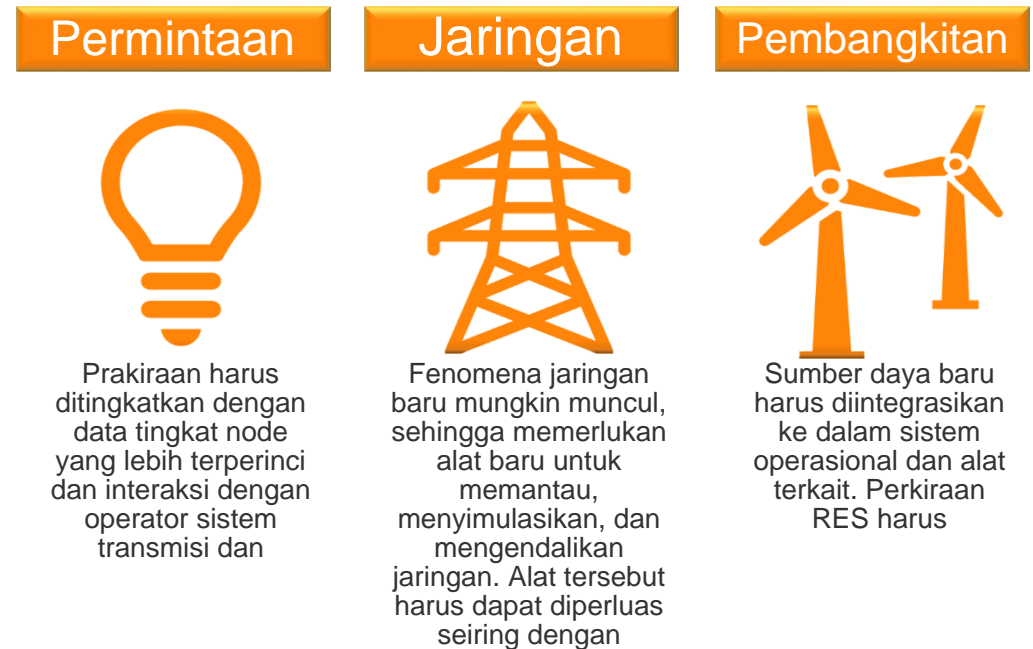 Permintaan
Jaringan
Pembangkitan
Prakiraan harus
ditingkatkan dengan
data tingkat node
yang lebih terperinci
dan interaksi dengan
operator sistem
transmisi dan
Fenomena jaringan
baru mungkin muncul,
sehingga memerlukan
alat baru untuk
memantau,
menyimulasikan, dan
mengendalikan
jaringan. Alat tersebut
harus dapat diperluas
seiring dengan
Sumber daya baru
harus diintegrasikan
ke dalam sistem
operasional dan alat
terkait. Perkiraan
RES harus